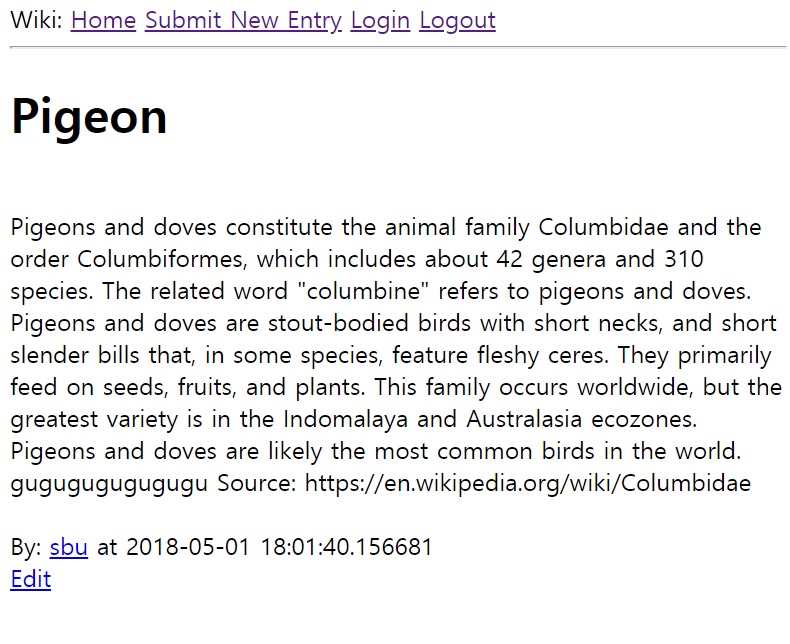 Wiki: Home Submit New Entry Login Logout
Pigeon
Pigeons and doves constitute the animal family Columbidae and the
order Columbiformes, which includes about 42 genera and 310
species. The related word "columbine" refers to pigeons and doves.
Pigeons and doves are stout-bodied birds with short necks, and short
slender bills that, in some species, feature fleshy ceres. They primarily
feed on seeds, fruits, and plants. This family occurs worldwide, but the
greatest variety is in the Indomalaya and Australasia ecozones.
Pigeons and doves are likely the most common birds in the world.
gugugugugugugu Source: https://en.wikipedia.org/wiki/Columbidae
By: sbu at 2018-05-01 18:01:40.156681
Edit